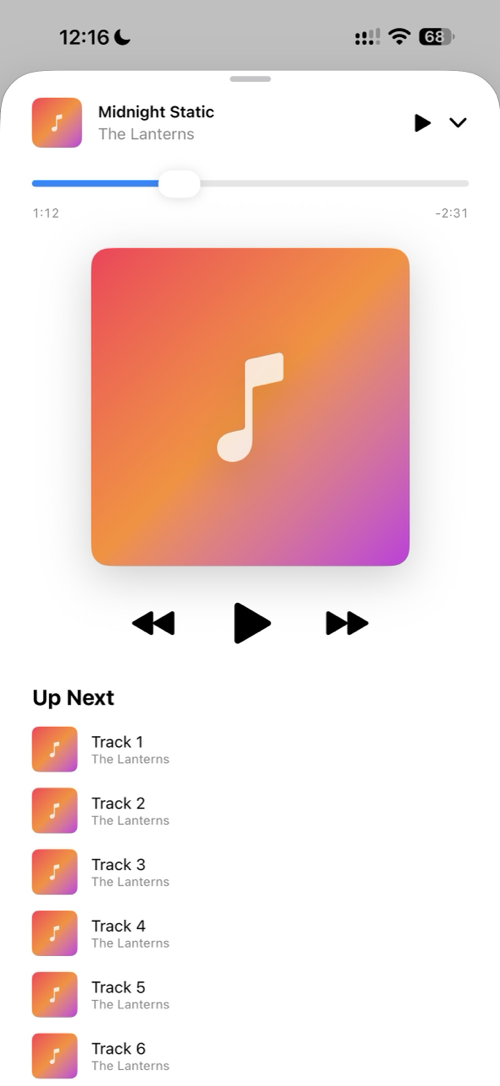 12:16
68
Midnight Static
The Lanterns
1:12
-2:31
Up Next
Track 1
The Lanterns
Track 2
The Lanterns
Track 3
The Lanterns
Track 4
The Lanterns
Track 5
The Lanterns
Track 6
The Lanterns